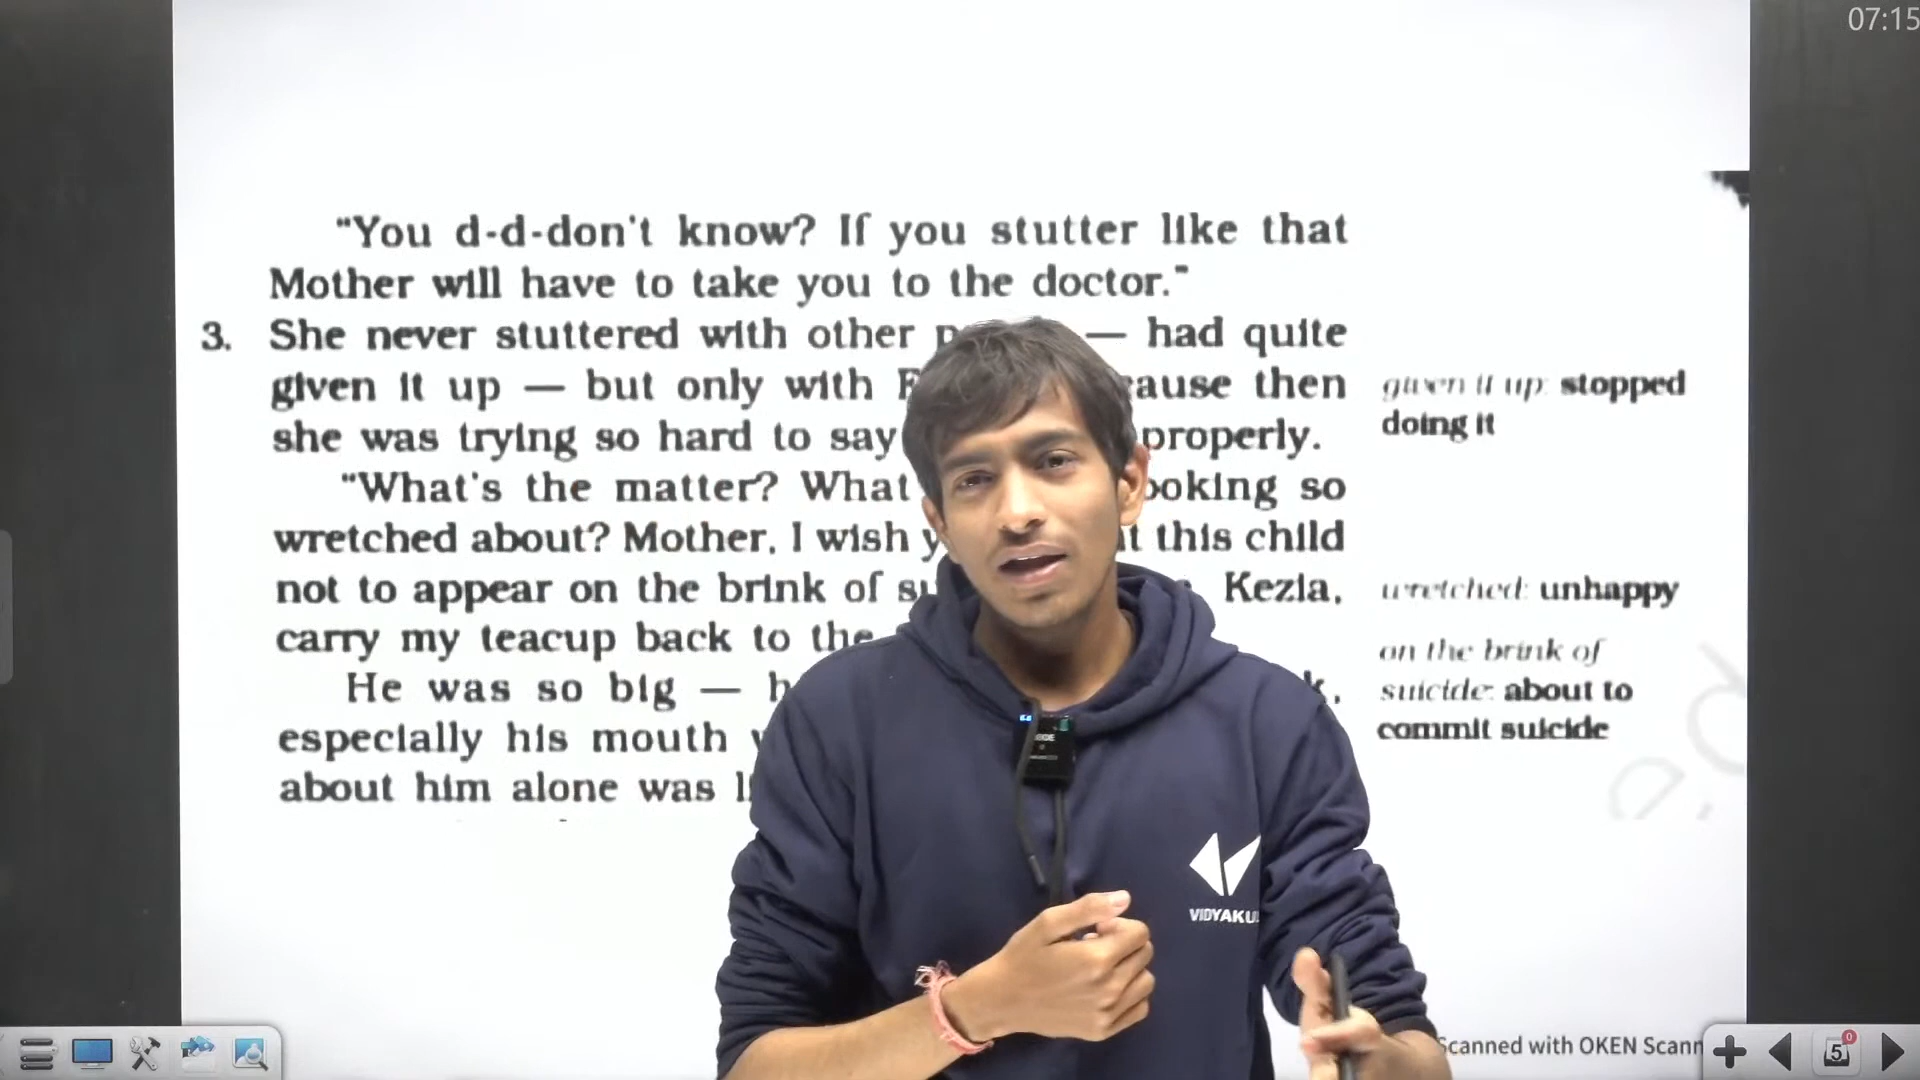 07:15
"You d-d-don't know? If you stutter like that
Mother will have to take you to the doctor."
3. She never stuttered with other — had quite
given it up — but only with then
given it up: stopped
doing it
she was trying so hard to say properly.
"What's the matter? What so
wretched about? Mother, I wish this child
not to appear on the brink of Kezia,
wretched: unhappy
carry my teacup back to the
on the brink of
suicide: about to
commit suicide
He was so big —
especially his mouth
about him alone was
VIDYAKUL
Scanned with OKEN Scann
5
0